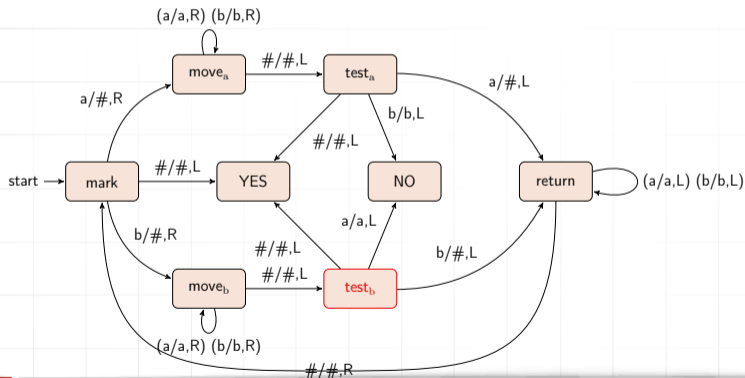 (a/a,R) (b/b,R)
move_a
#/#,L
test_a
a/#,L
a/#,R
b/b,L
#/#,L
start
mark
#/#,L
YES
NO
return
(a/a,L) (b/b,L)
a/a,L
b/#,R
#/#,L
b/#,L
#/#,L
move_b
test_b
(a/a,R) (b/b,R)
#/#,R